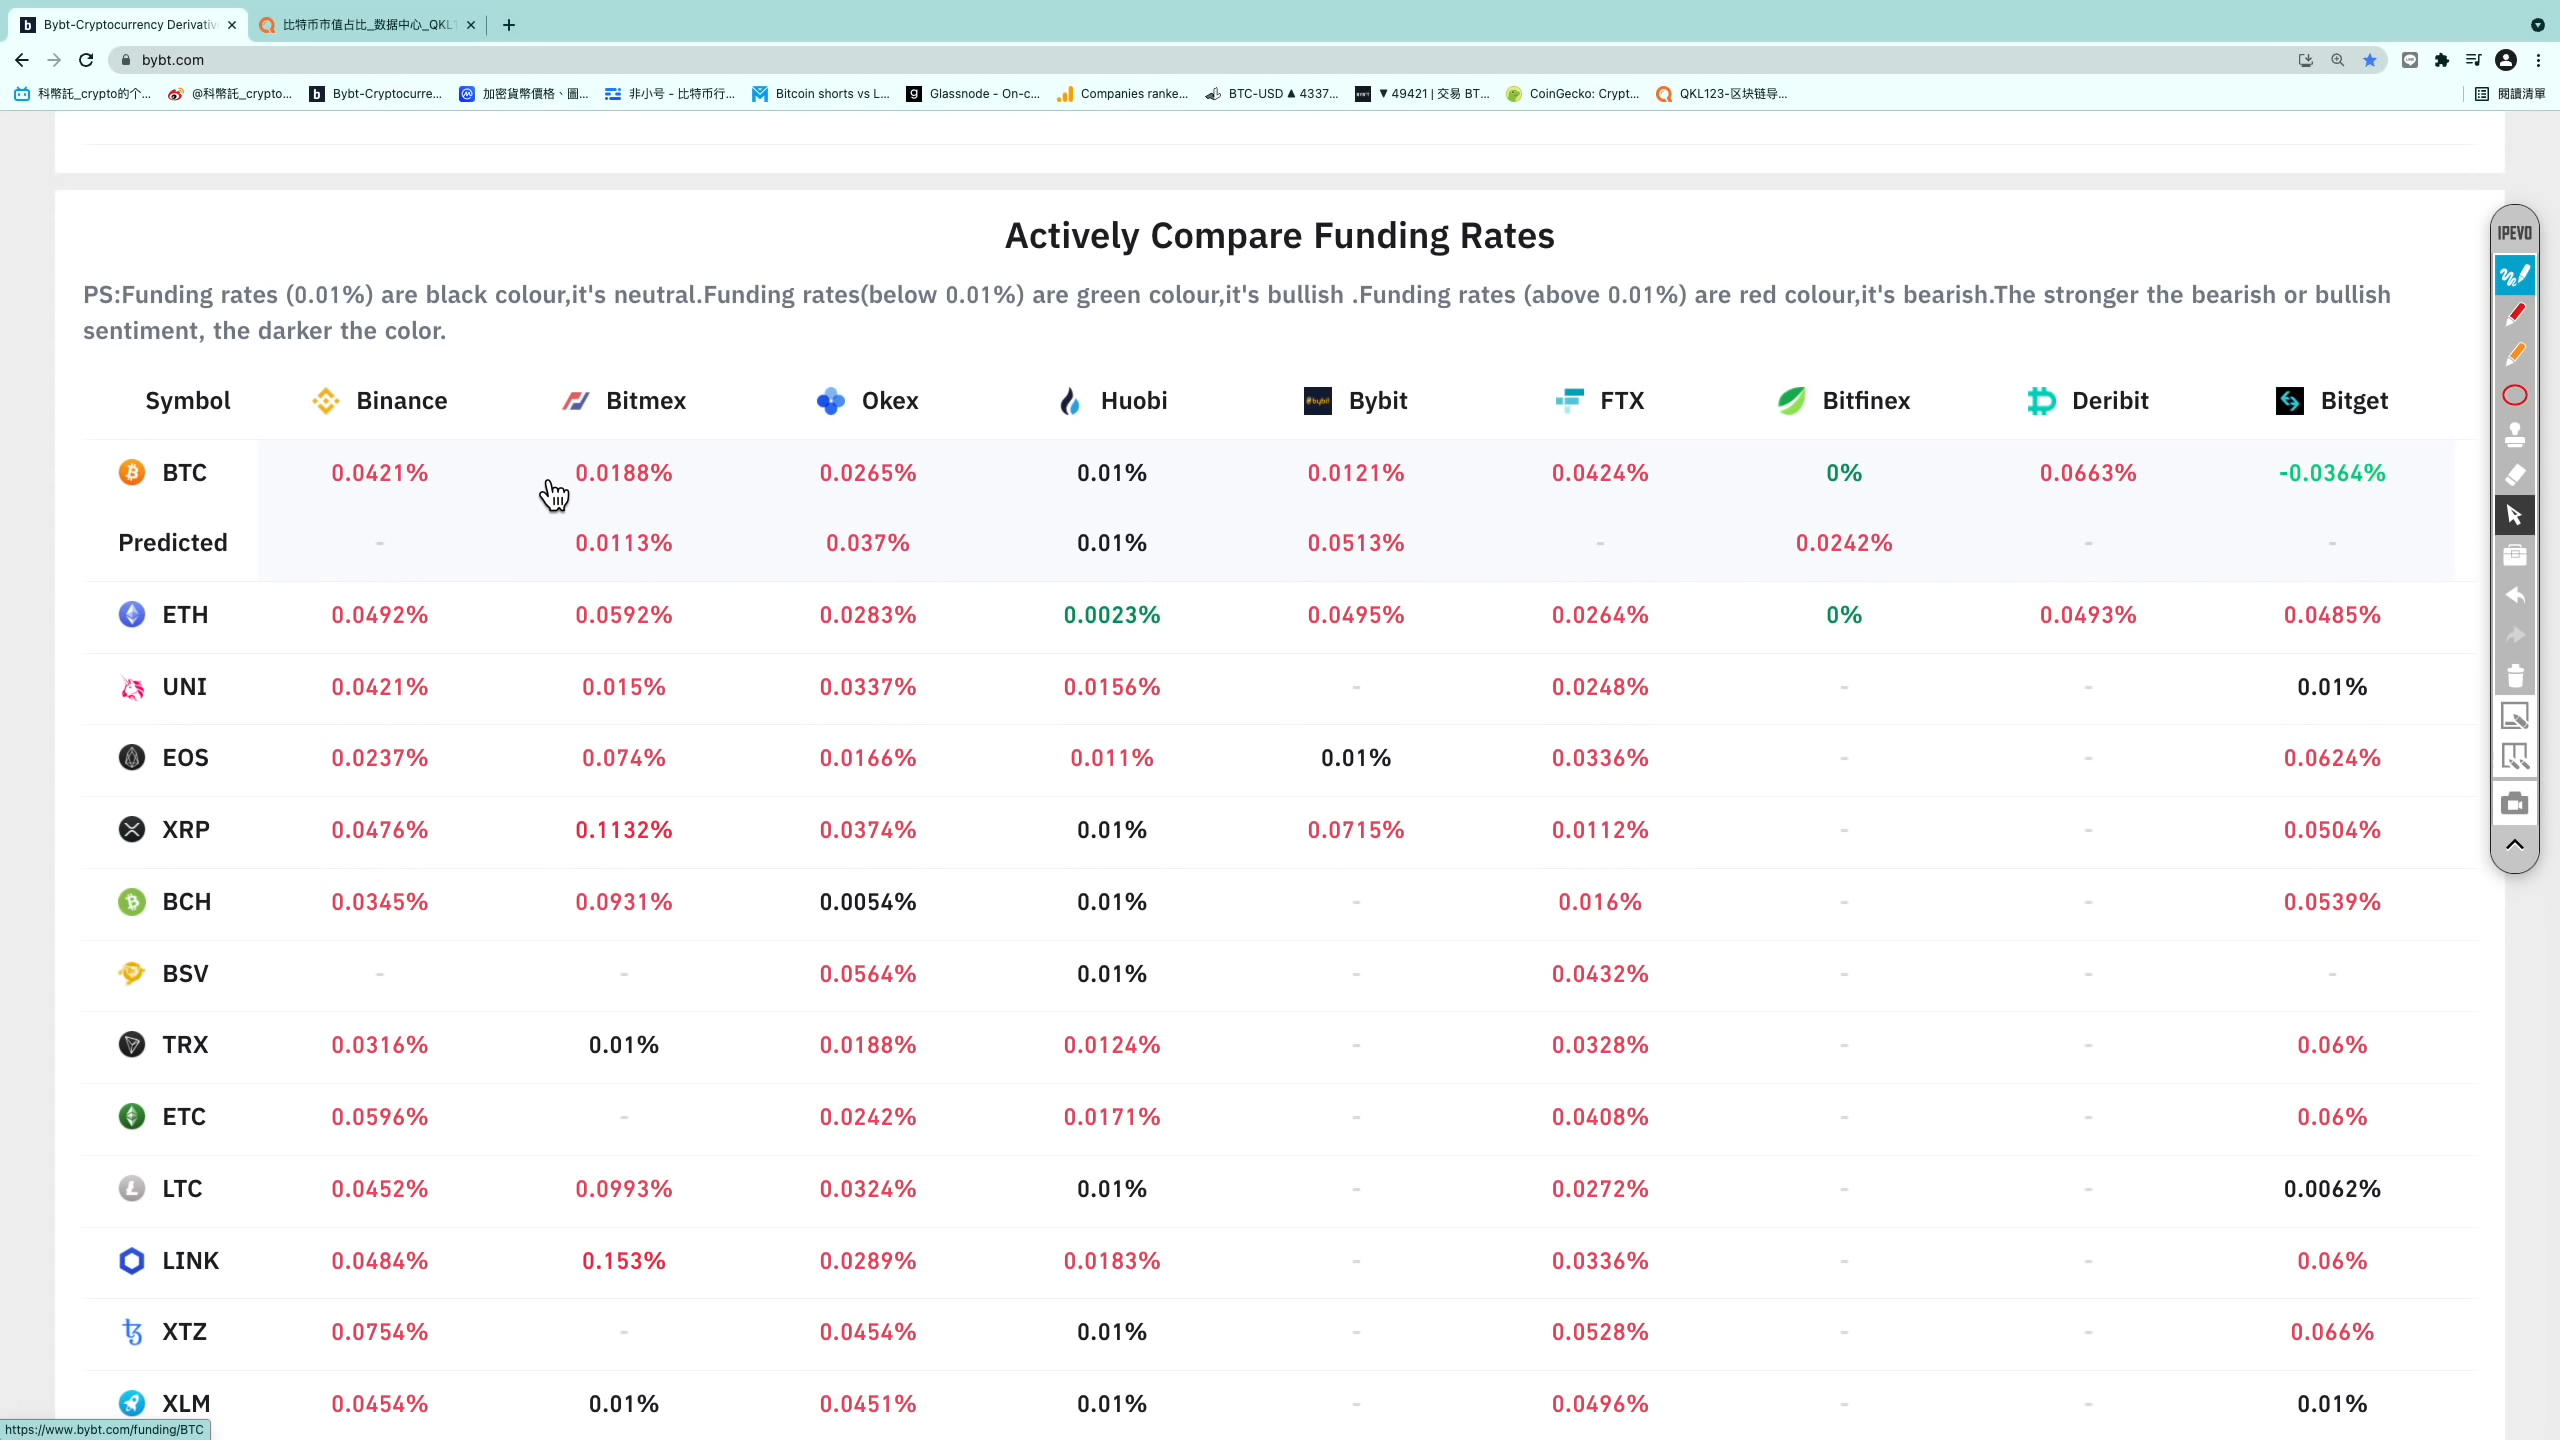 Bybt-Cryptocurrency Derivativ
比特币市值占比_数据中心_QKL1
bybt.com
科幣託_crypto的个...
@科幣託_crypto...
Bybt-Cryptocurre...
加密貨幣價格、圖...
非小号 - 比特币行...
Bitcoin shorts vs L...
Glassnode - On-c...
Companies ranke...
BTC-USD ▲ 4337...
▼ 49421 | 交易 BT...
CoinGecko: Crypt...
QKL123-区块链导...
閱讀清單
Actively Compare Funding Rates
PS:Funding rates (0.01%) are black colour,it's neutral.Funding rates(below 0.01%) are green colour,it's bullish .Funding rates (above 0.01%) are red colour,it's bearish.The stronger the bearish or bullish
sentiment, the darker the color.
IPEVO
Symbol Binance Bitmex Okex Huobi Bybit FTX Bitfinex Deribit Bitget
BTC 0.0421% 0.0188% 0.0265% 0.01% 0.0121% 0.0424% 0% 0.0663% -0.0364%
Predicted - 0.0113% 0.037% 0.01% 0.0513% - 0.0242% - -
ETH 0.0492% 0.0592% 0.0283% 0.0023% 0.0495% 0.0264% 0% 0.0493% 0.0485%
UNI 0.0421% 0.015% 0.0337% 0.0156% - 0.0248% - - 0.01%
EOS 0.0237% 0.074% 0.0166% 0.011% 0.01% 0.0336% - - 0.0624%
XRP 0.0476% 0.1132% 0.0374% 0.01% 0.0715% 0.0112% - - 0.0504%
BCH 0.0345% 0.0931% 0.0054% 0.01% - 0.016% - - 0.0539%
BSV - - 0.0564% 0.01% - 0.0432% - - -
TRX 0.0316% 0.01% 0.0188% 0.0124% - 0.0328% - - 0.06%
ETC 0.0596% - 0.0242% 0.0171% - 0.0408% - - 0.06%
LTC 0.0452% 0.0993% 0.0324% 0.01% - 0.0272% - - 0.0062%
LINK 0.0484% 0.153% 0.0289% 0.0183% - 0.0336% - - 0.06%
XTZ 0.0754% - 0.0454% 0.01% - 0.0528% - - 0.066%
XLM 0.0454% 0.01% 0.0451% 0.01% - 0.0496% - - 0.01%
https://www.bybt.com/funding/BTC